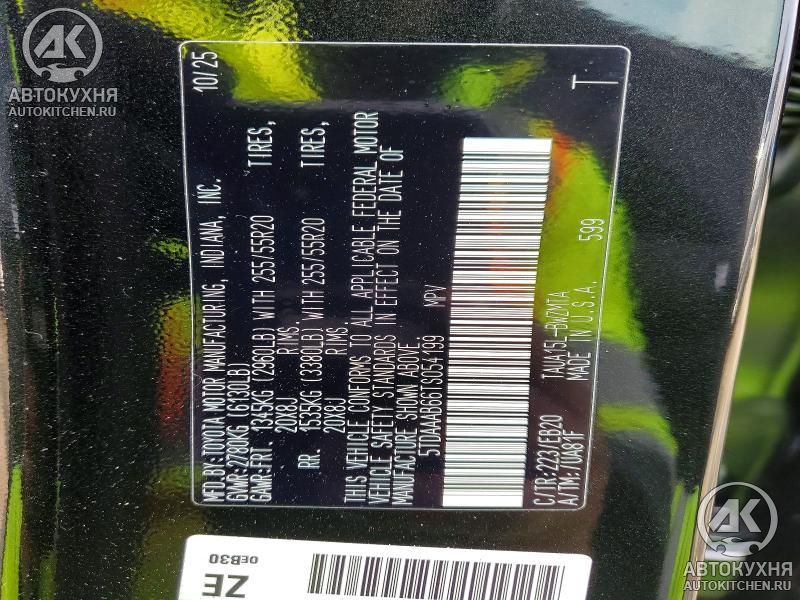 АК
АВТОКУХНЯ
AUTOKITCHEN.RU
MFD.BY:TOYOTA MOTOR MANUFACTURING, INDIANA, INC. 10/25
GVWR:2780KG (6130LB)
GAWR:FRT. 1345KG (2960LB) WITH 255/55R20 TIRES,
20X8J RIMS.
RR. 1535KG (3380LB) WITH 255/55R20 TIRES,
20X8J RIMS.
THIS VEHICLE CONFORMS TO ALL APPLICABLE FEDERAL MOTOR
VEHICLE SAFETY STANDARDS IN EFFECT ON THE DATE OF
MANUFACTURE SHOWN ABOVE.
5TDAAAB66TS054199 MPV
C/TR:223/EB20 TAUA15L-BWZMTA 599
A/TM:/UA81F MADE IN U.S.A. T
ZE
0EB30
АК
АВТОКУХНЯ
AUTOKITCHEN.RU